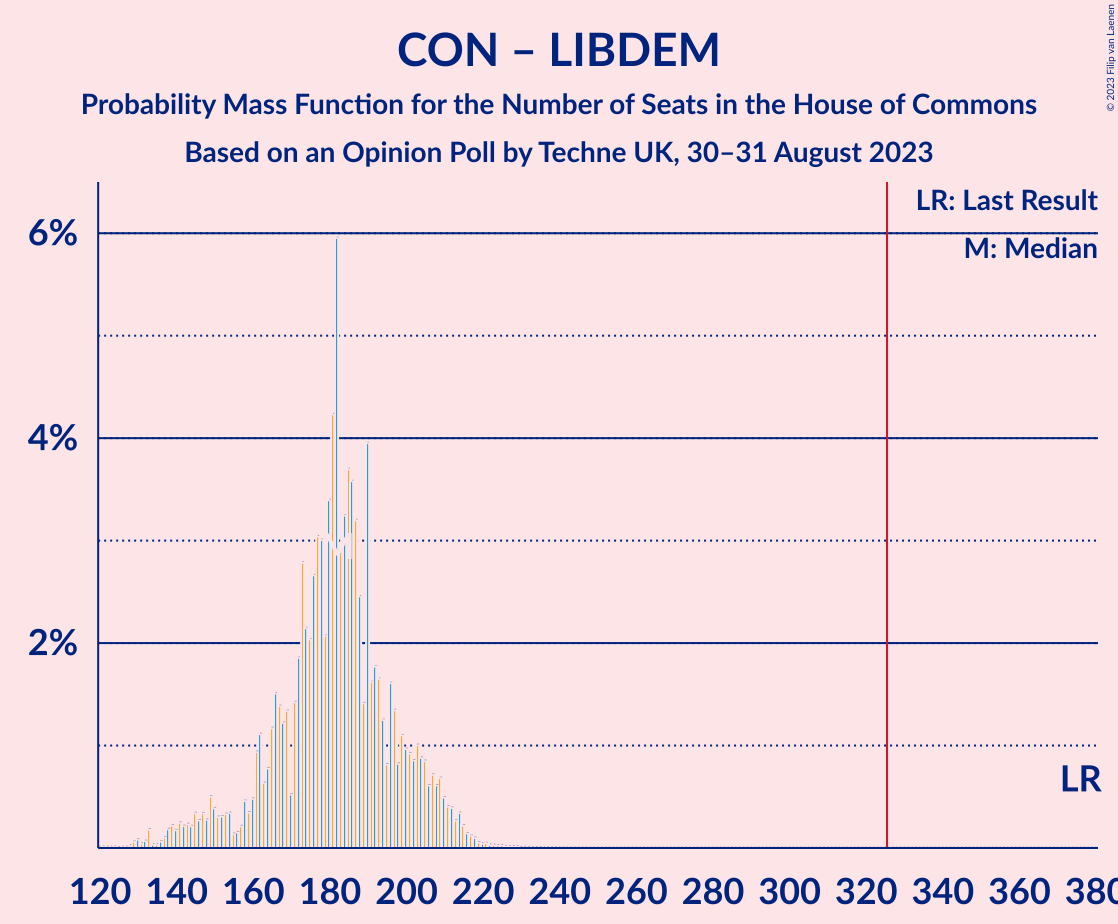 CON – LIBDEM
Probability Mass Function for the Number of Seats in the House of Commons
Based on an Opinion Poll by Techne UK, 30–31 August 2023
© 2023 Filip van Laenen
LR: Last Result
M: Median
6%
4%
2%
LR
120 140 160 180 200 220 240 260 280 300 320 340 360 380